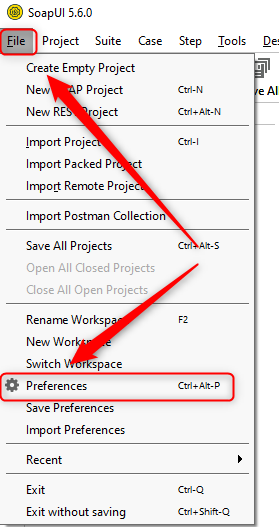 SoapUI 5.6.0
File Project Suite Case Step Tools De
Create Empty Project
ve Al
New AP Project Ctrl-N
New RES Project Ctrl+Alt-N
Import Project Ctrl-I
Import Packed Project
Import Remote Project
Import Postman Collection
Save All Projects Ctrl+Alt-S
Open All Closed Projects
Close All Open Projects
Rename Workspace F2
New Workspace
Switch Workspace
Preferences Ctrl+Alt-P
Save Preferences
Import Preferences
Recent
Exit Ctrl-Q
Exit without saving Ctrl+Shift-Q